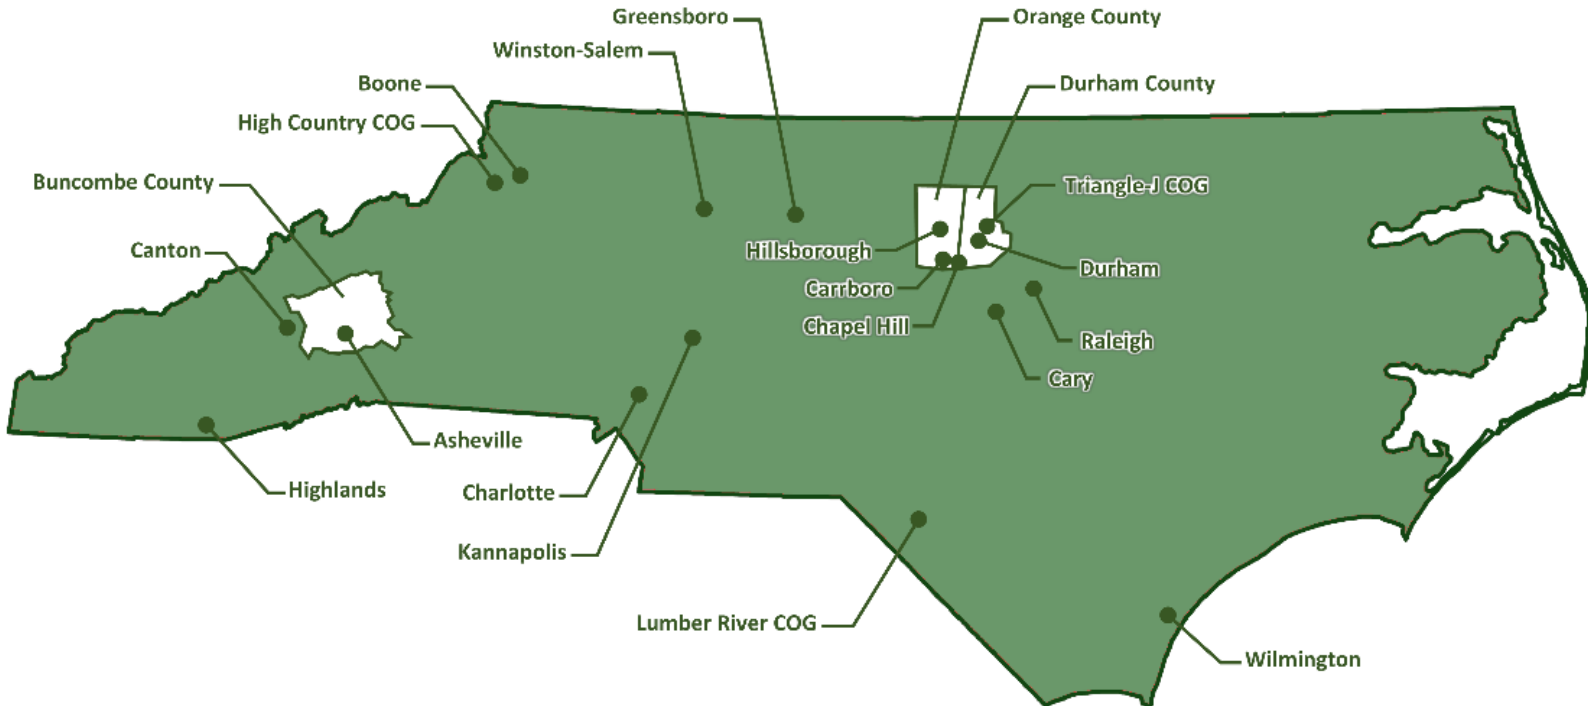 Greensboro
Orange County
Winston-Salem
Boone
Durham County
High Country COG
Buncombe County
Triangle-J COG
Canton
Hillsborough
Durham
Carrboro
Chapel Hill
Raleigh
Cary
Asheville
Highlands
Charlotte
Kannapolis
Lumber River COG
Wilmington